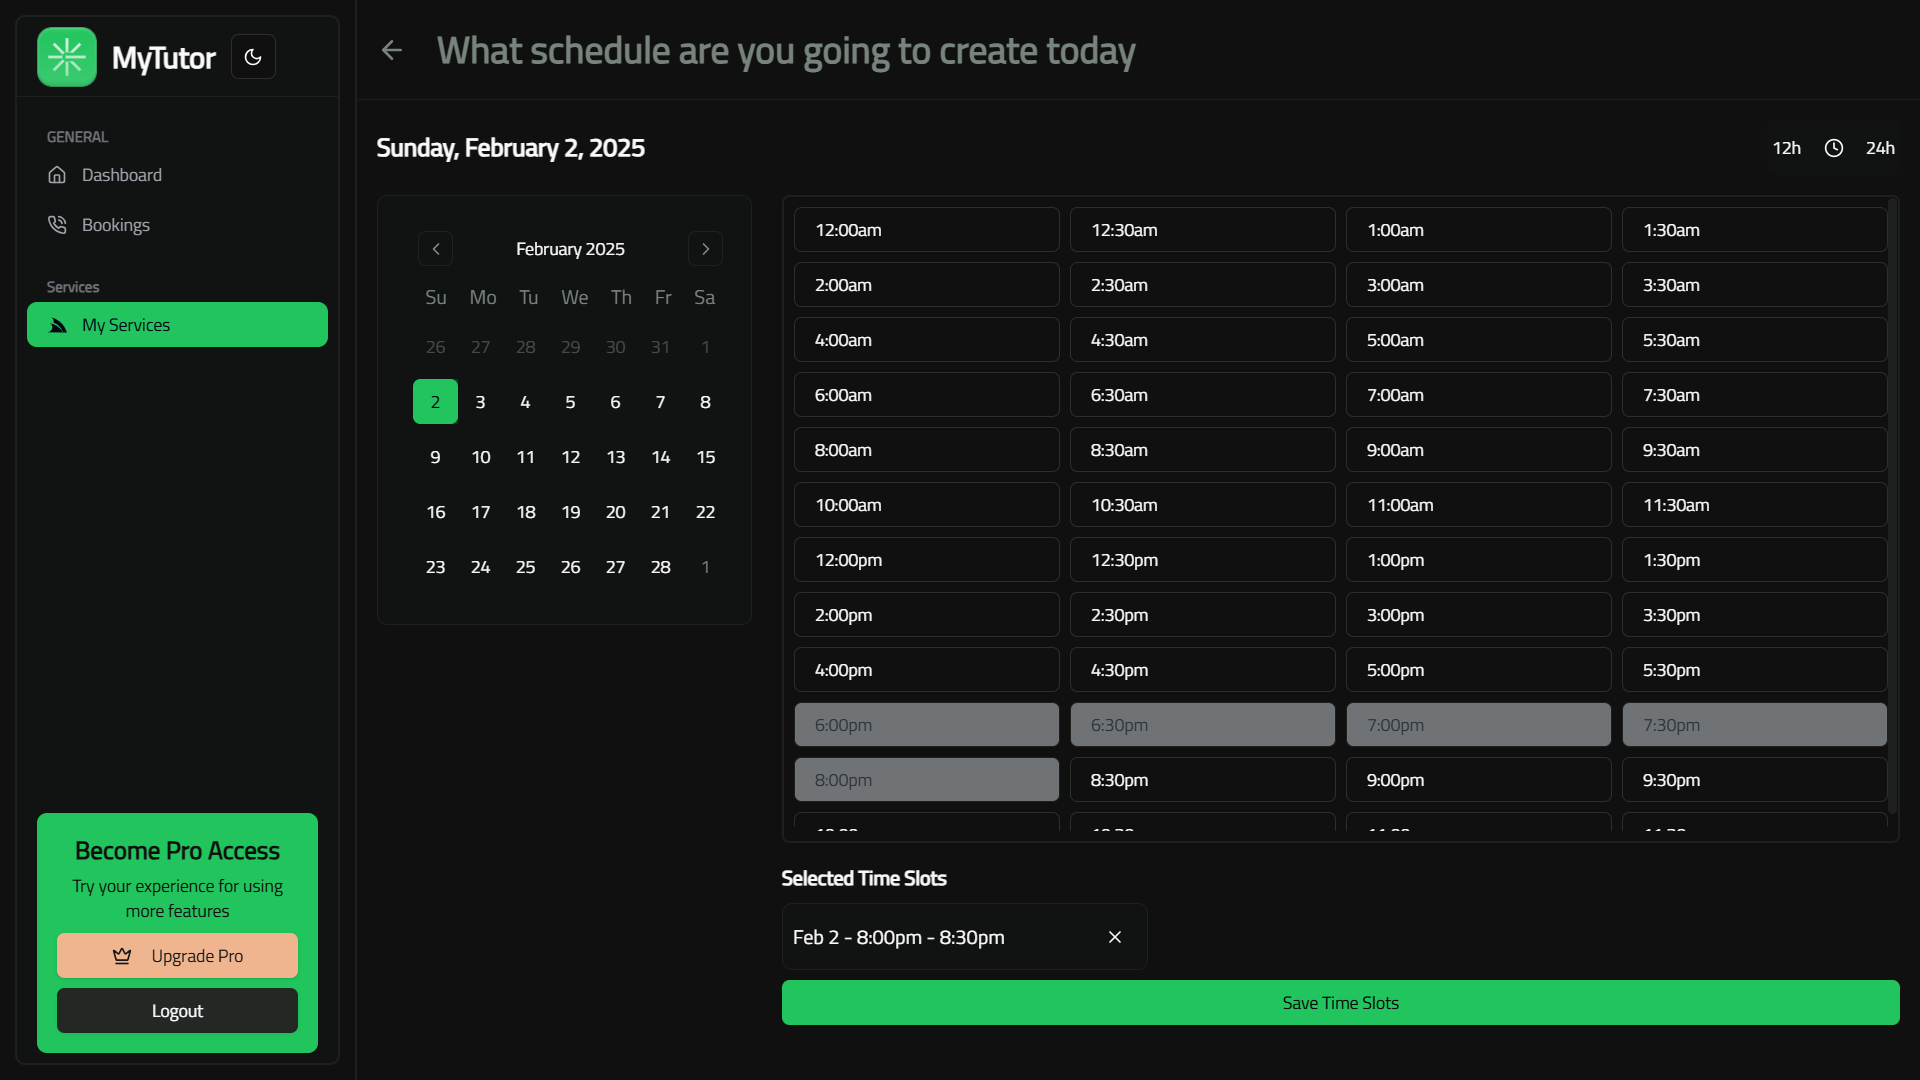 MyTutor
GENERAL
Dashboard
Bookings
Services
My Services
Become Pro Access
Try your experience for using
more features
Upgrade Pro
Logout
What schedule are you going to create today
Sunday, February 2, 2025
12h 24h
February 2025
Su Mo Tu We Th Fr Sa
26 27 28 29 30 31 1
2 3 4 5 6 7 8
9 10 11 12 13 14 15
16 17 18 19 20 21 22
23 24 25 26 27 28 1
12:00am 12:30am 1:00am 1:30am
2:00am 2:30am 3:00am 3:30am
4:00am 4:30am 5:00am 5:30am
6:00am 6:30am 7:00am 7:30am
8:00am 8:30am 9:00am 9:30am
10:00am 10:30am 11:00am 11:30am
12:00pm 12:30pm 1:00pm 1:30pm
2:00pm 2:30pm 3:00pm 3:30pm
4:00pm 4:30pm 5:00pm 5:30pm
6:00pm 6:30pm 7:00pm 7:30pm
8:00pm 8:30pm 9:00pm 9:30pm
Selected Time Slots
Feb 2 - 8:00pm - 8:30pm
Save Time Slots